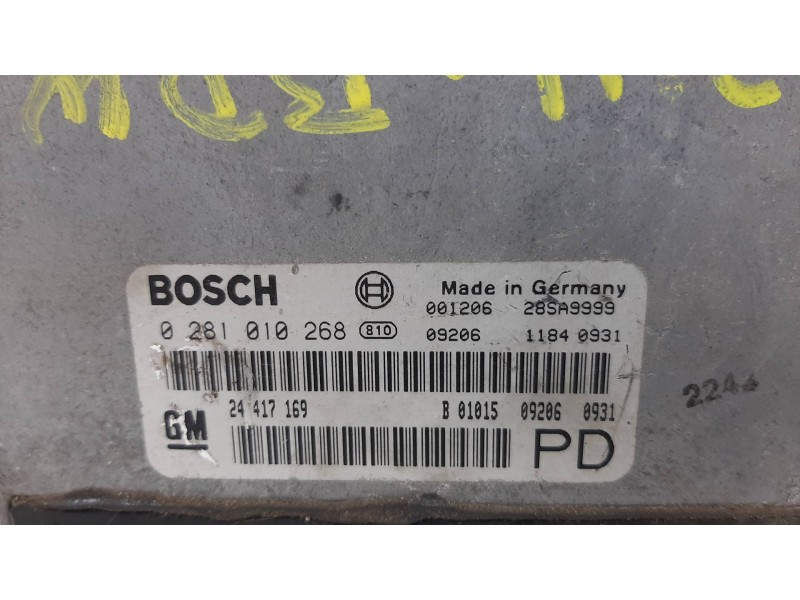 BOSCH Made in Germany
001206 28SA9999
0 281 010 268 810 09206 1184 0931
24 417 169 B 01015 09206 0931
GM
PD